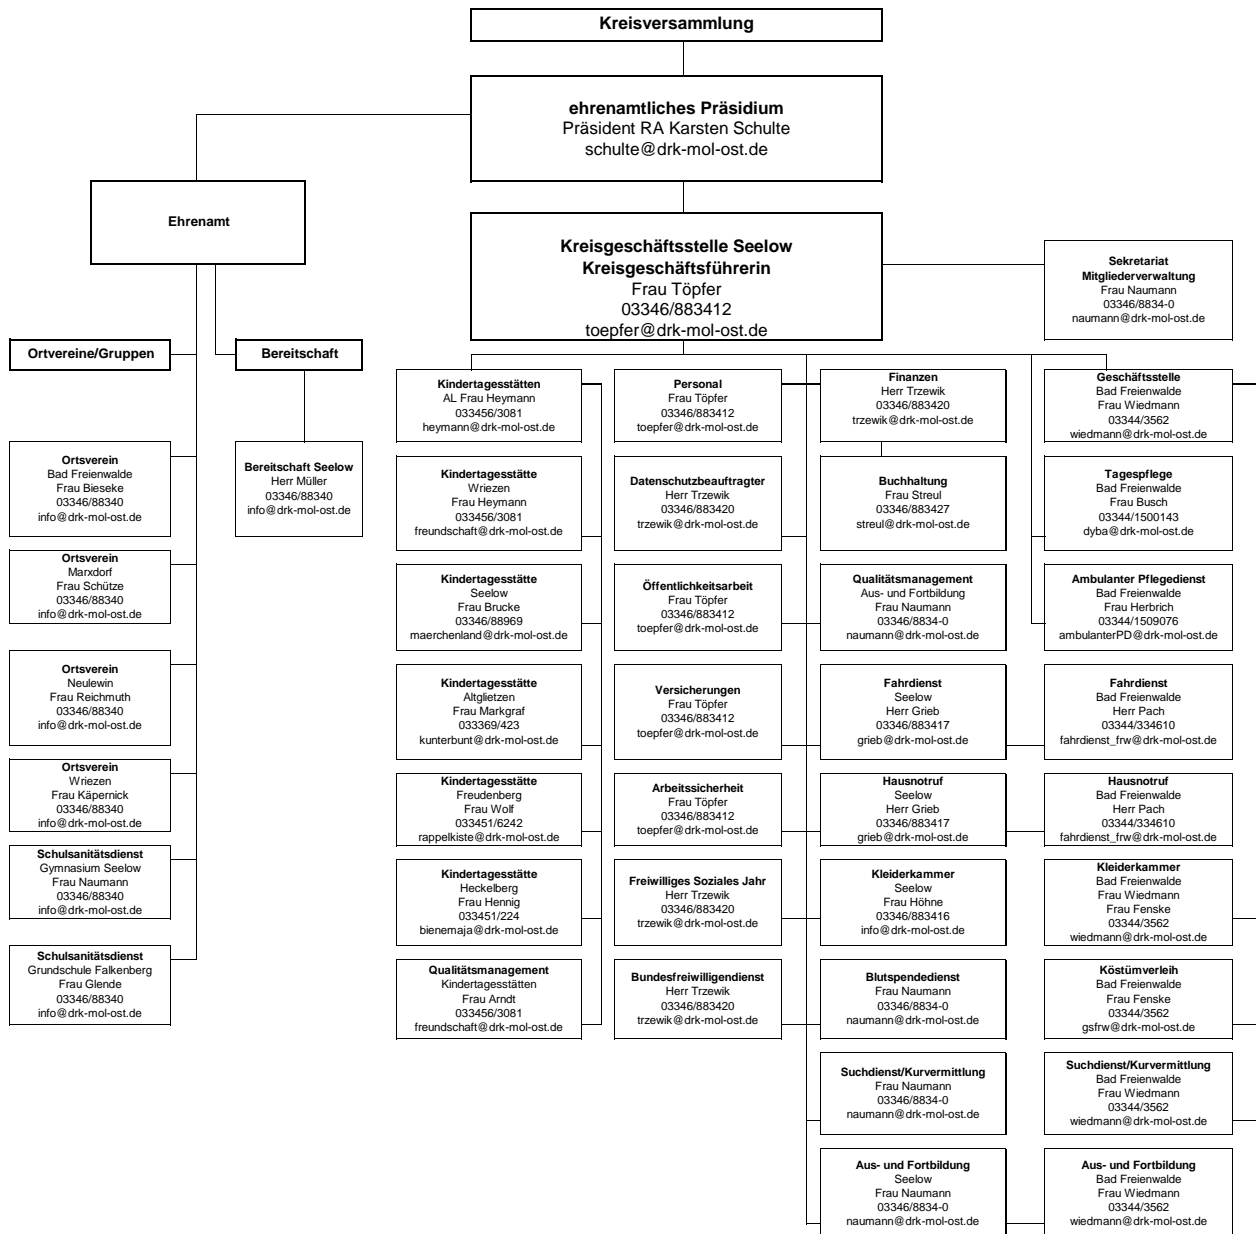 Kreisversammlung
ehrenamtliches Präsidium
Präsident RA Karsten Schulte
schulte@drk-mol-ost.de
Ehrenamt
Kreisgeschäftsstelle Seelow
Kreisgeschäftsführerin
Frau Töpfer
03346/883412
toepfer@drk-mol-ost.de
Sekretariat
Mitgliederverwaltung
Frau Naumann
03346/8834-0
naumann@drk-mol-ost.de
Ortvereine/Gruppen
Bereitschaft
Ortsverein
Bad Freienwalde
Frau Bieseke
03346/88340
info@drk-mol-ost.de
Ortsverein
Marxdorf
Frau Schütze
03346/88340
info@drk-mol-ost.de
Ortsverein
Neulewin
Frau Reichmuth
03346/88340
info@drk-mol-ost.de
Ortsverein
Wriezen
Frau Käpernick
03346/88340
info@drk-mol-ost.de
Schulsanitätsdienst
Gymnasium Seelow
Frau Naumann
03346/88340
info@drk-mol-ost.de
Schulsanitätsdienst
Grundschule Falkenberg
Frau Glende
03346/88340
info@drk-mol-ost.de
Bereitschaft Seelow
Herr Müller
03346/88340
info@drk-mol-ost.de
Kindertagesstätten
AL Frau Heymann
033456/3081
heymann@drk-mol-ost.de
Kindertagesstätte
Wriezen
Frau Heymann
033456/3081
freundschaft@drk-mol-ost.de
Kindertagesstätte
Seelow
Frau Brucke
03346/88969
maerchenland@drk-mol-ost.de
Kindertagesstätte
Altglietzen
Frau Markgraf
033369/423
kunterbunt@drk-mol-ost.de
Kindertagesstätte
Freudenberg
Frau Wolf
033451/6242
rappelkiste@drk-mol-ost.de
Kindertagesstätte
Heckelberg
Frau Hennig
033451/224
bienemaja@drk-mol-ost.de
Qualitätsmanagement
Kindertagesstätten
Frau Arndt
033456/3081
freundschaft@drk-mol-ost.de
Personal
Frau Töpfer
03346/883412
toepfer@drk-mol-ost.de
Datenschutzbeauftragter
Herr Trzewik
03346/883420
trzewik@drk-mol-ost.de
Öffentlichkeitsarbeit
Frau Töpfer
03346/883412
toepfer@drk-mol-ost.de
Versicherungen
Frau Töpfer
03346/883412
toepfer@drk-mol-ost.de
Arbeitssicherheit
Frau Töpfer
03346/883412
toepfer@drk-mol-ost.de
Freiwilliges Soziales Jahr
Herr Trzewik
03346/883420
trzewik@drk-mol-ost.de
Bundesfreiwilligendienst
Herr Trzewik
03346/883420
trzewik@drk-mol-ost.de
Finanzen
Herr Trzewik
03346/883420
trzewik@drk-mol-ost.de
Buchhaltung
Frau Streul
03346/883427
streul@drk-mol-ost.de
Qualitätsmanagement
Aus- und Fortbildung
Frau Naumann
03346/8834-0
naumann@drk-mol-ost.de
Fahrdienst
Seelow
Herr Grieb
03346/883417
grieb@drk-mol-ost.de
Hausnotruf
Seelow
Herr Grieb
03346/883417
grieb@drk-mol-ost.de
Kleiderkammer
Seelow
Frau Höhne
03346/883416
info@drk-mol-ost.de
Blutspendedienst
Frau Naumann
03346/8834-0
naumann@drk-mol-ost.de
Suchdienst/Kurvermittlung
Frau Naumann
03346/8834-0
naumann@drk-mol-ost.de
Aus- und Fortbildung
Seelow
Frau Naumann
03346/8834-0
naumann@drk-mol-ost.de
Geschäftsstelle
Bad Freienwalde
Frau Wiedmann
03344/3562
wiedmann@drk-mol-ost.de
Tagespflege
Bad Freienwalde
Frau Busch
03344/1500143
dyba@drk-mol-ost.de
Ambulanter Pflegedienst
Bad Freienwalde
Frau Herbrich
03344/1509076
ambulanterPD@drk-mol-ost.de
Fahrdienst
Bad Freienwalde
Herr Pach
03344/334610
fahrdienst_frw@drk-mol-ost.de
Hausnotruf
Bad Freienwalde
Herr Pach
03344/334610
fahrdienst_frw@drk-mol-ost.de
Kleiderkammer
Bad Freienwalde
Frau Wiedmann
Frau Fenske
03344/3562
wiedmann@drk-mol-ost.de
Köstümverleih
Bad Freienwalde
Frau Fenske
03344/3562
gsfrw@drk-mol-ost.de
Suchdienst/Kurvermittlung
Bad Freienwalde
Frau Wiedmann
03344/3562
wiedmann@drk-mol-ost.de
Aus- und Fortbildung
Bad Freienwalde
Frau Wiedmann
03344/3562
wiedmann@drk-mol-ost.de